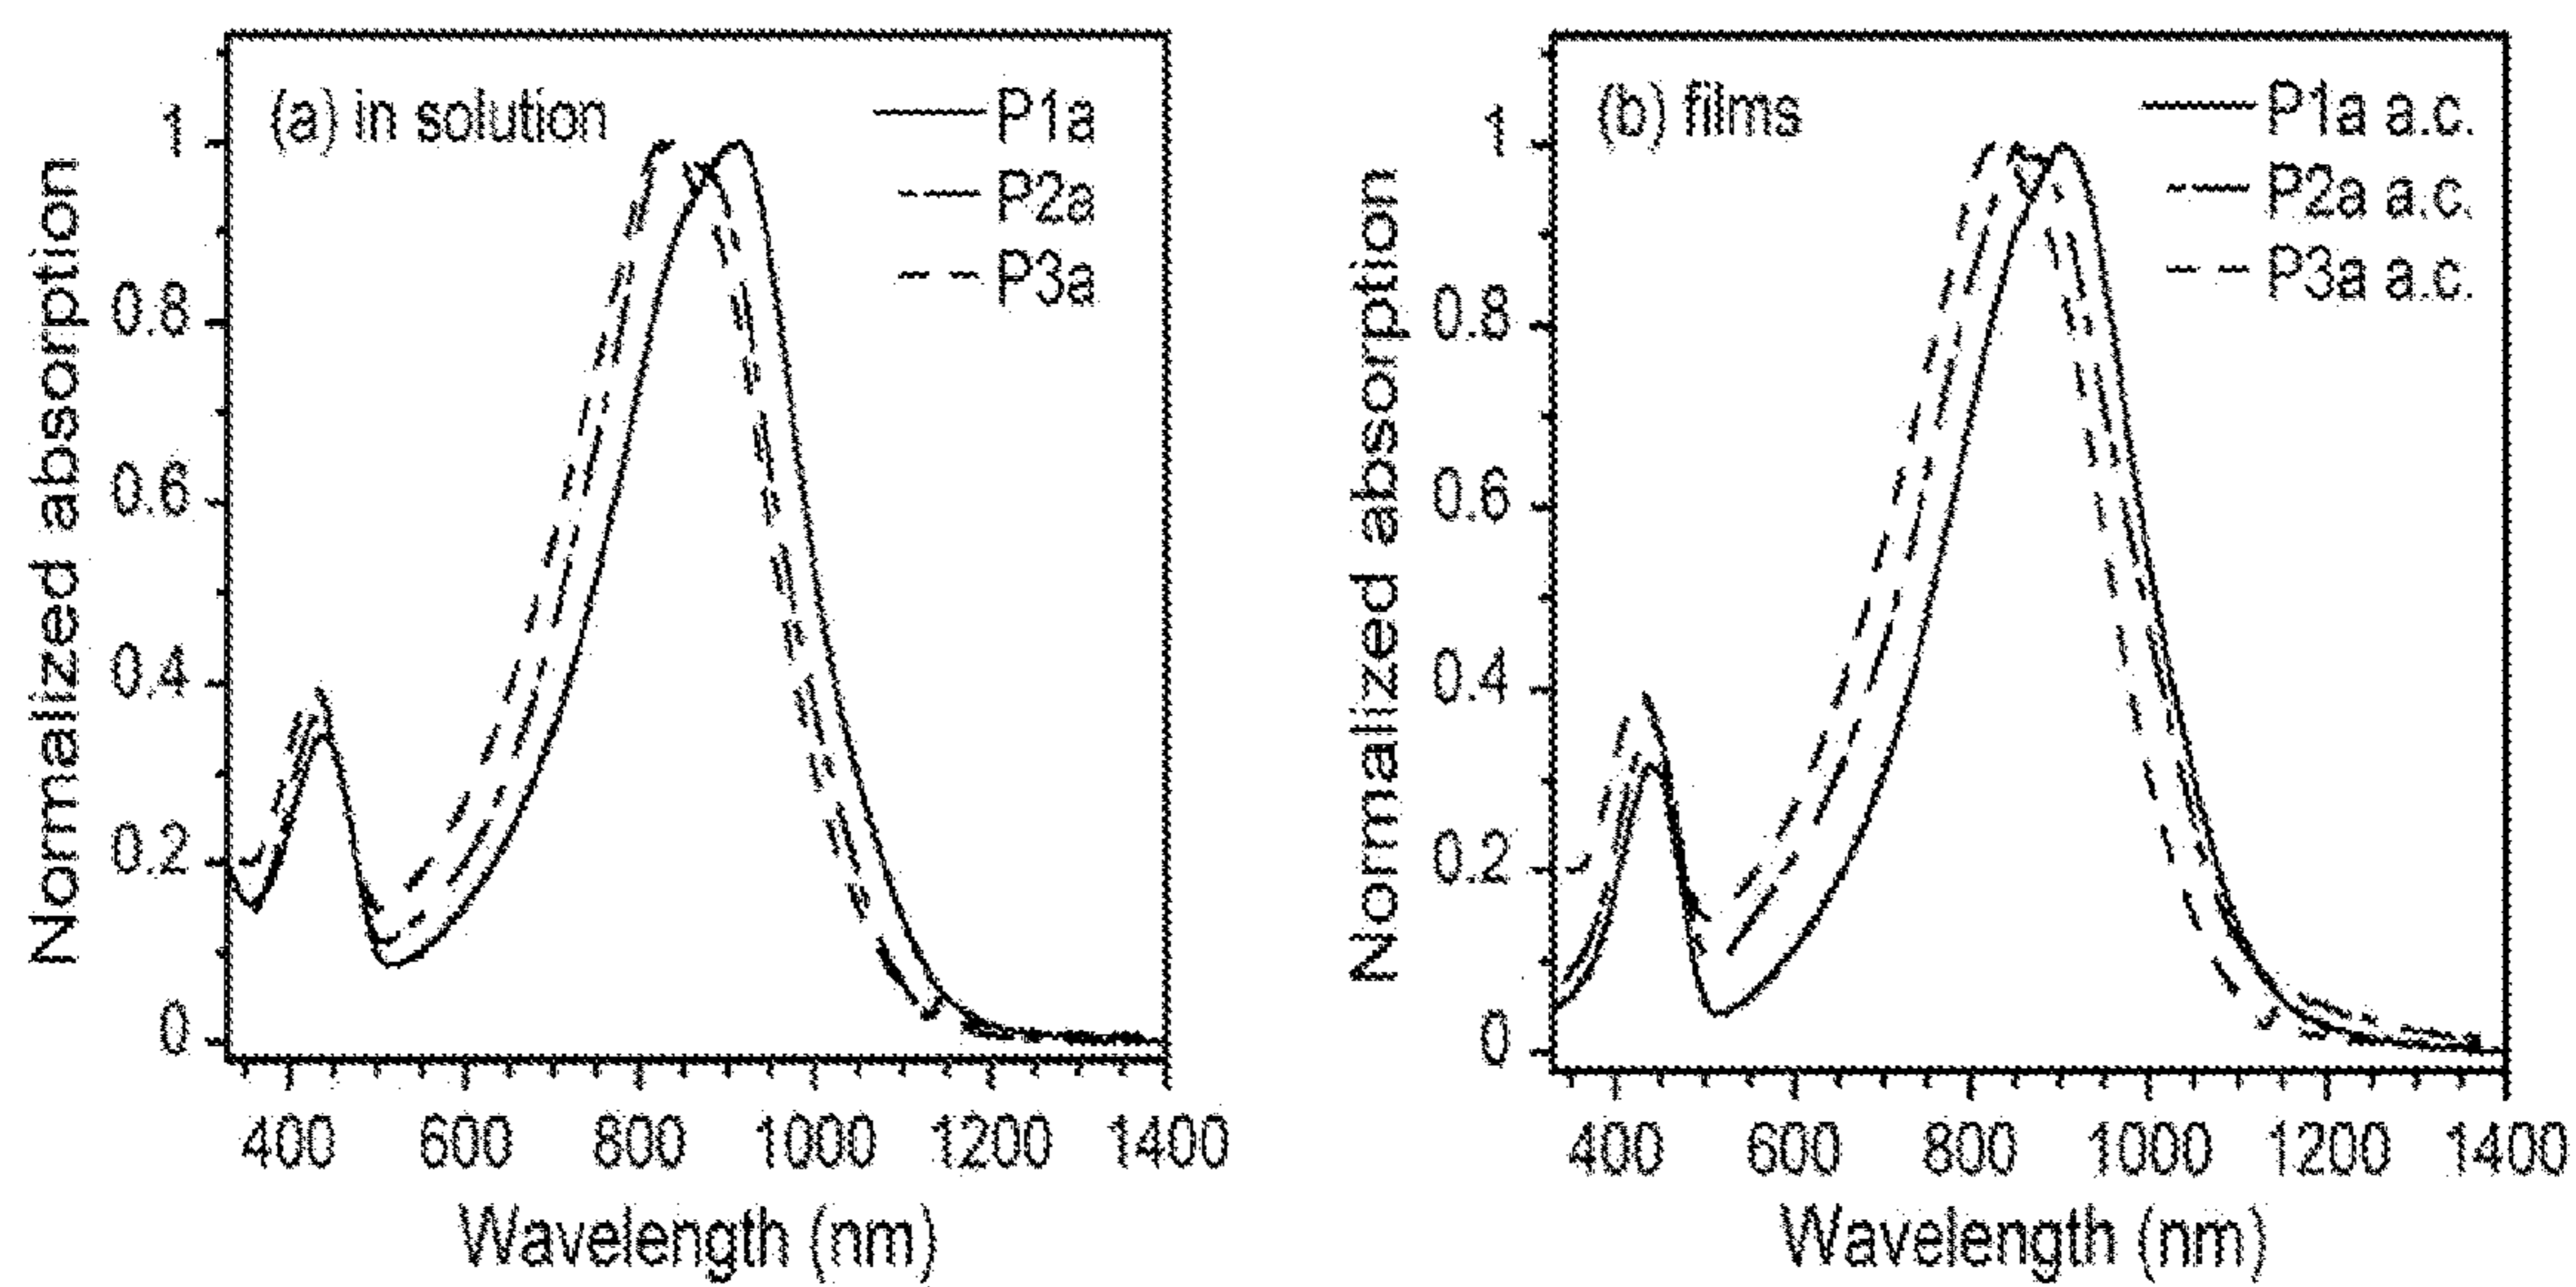 (a) in solution
P1a
P2a
P3a
Normalized absorption
1
0.8
0.6
0.4
0.2
0
400 600 800 1000 1200 1400
Wavelength (nm)
(b) films
P1a a.c.
P2a a.c.
P3a a.c.
Normalized absorption
1
0.8
0.6
0.4
0.2
0
400 600 800 1000 1200 1400
Wavelength (nm)